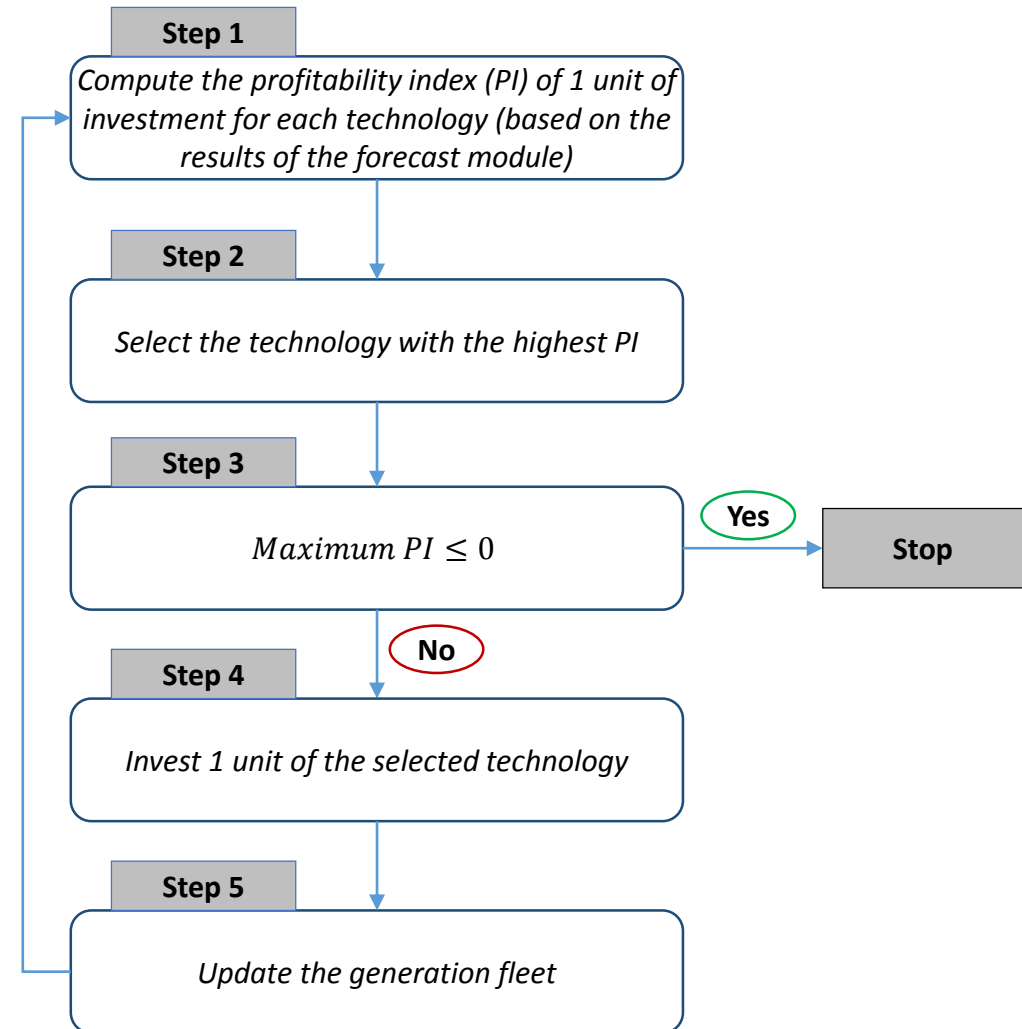 Step 1
Compute the profitability index (PI) of 1 unit of
investment for each technology (based on the
results of the forecast module)
Step 2
Select the technology with the highest PI
Step 3
Maximum PI ≤ 0
Yes
Stop
No
Step 4
Invest 1 unit of the selected technology
Step 5
Update the generation fleet